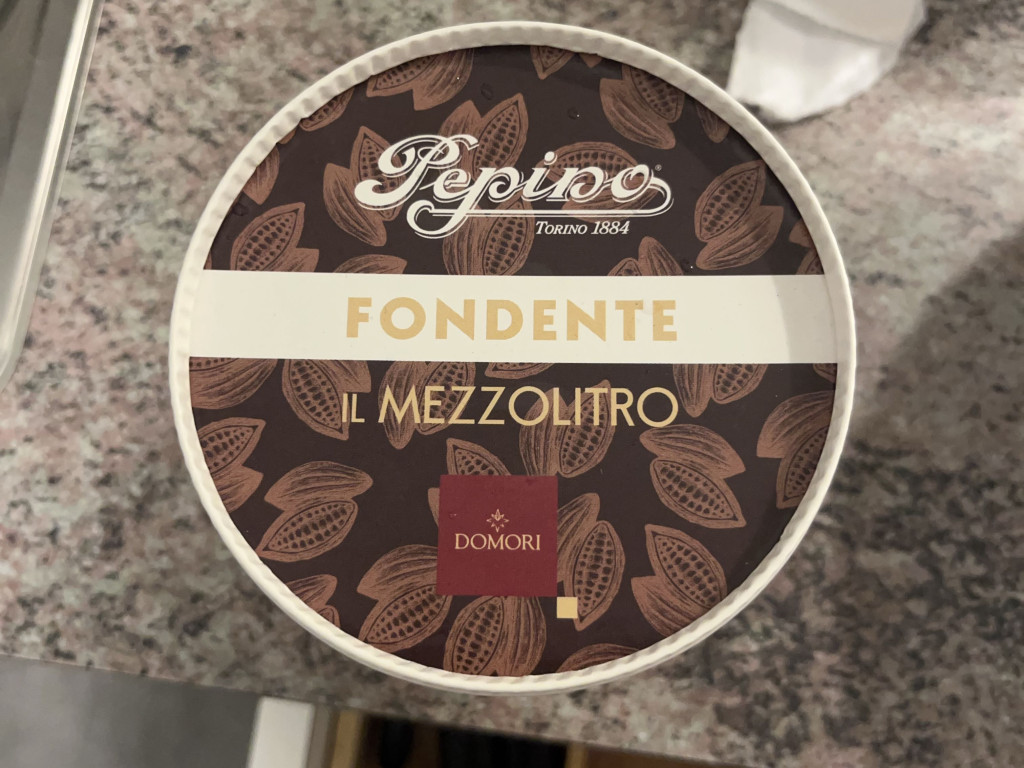 Pepino®
TORINO 1884
FONDENTE
IL MEZZOLITRO
DOMORI